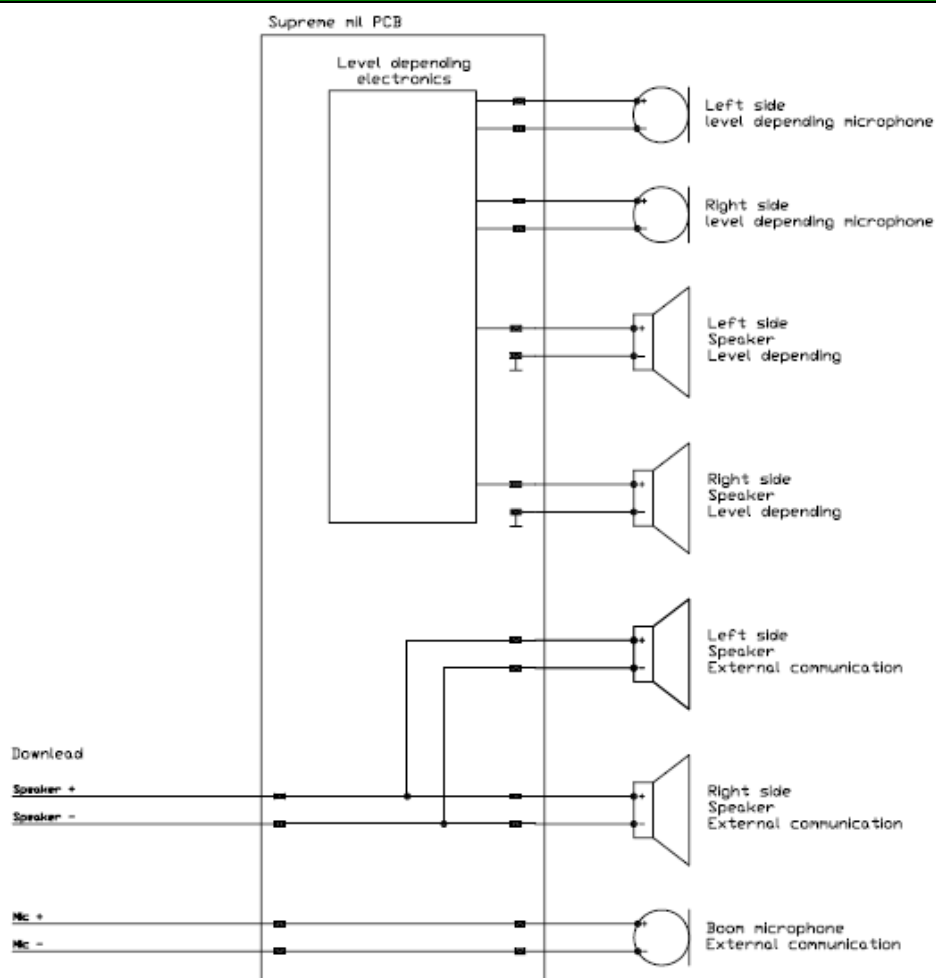 Supreme mil PCB
Level depending
electronics
Left side
level depending microphone
Right side
level depending microphone
Left side
Speaker
Level depending
Right side
Speaker
Level depending
Left side
Speaker
External communication
Downlead
Speaker +
Speaker -
Right side
Speaker
External communication
Mic +
Mic -
Boom microphone
External communication